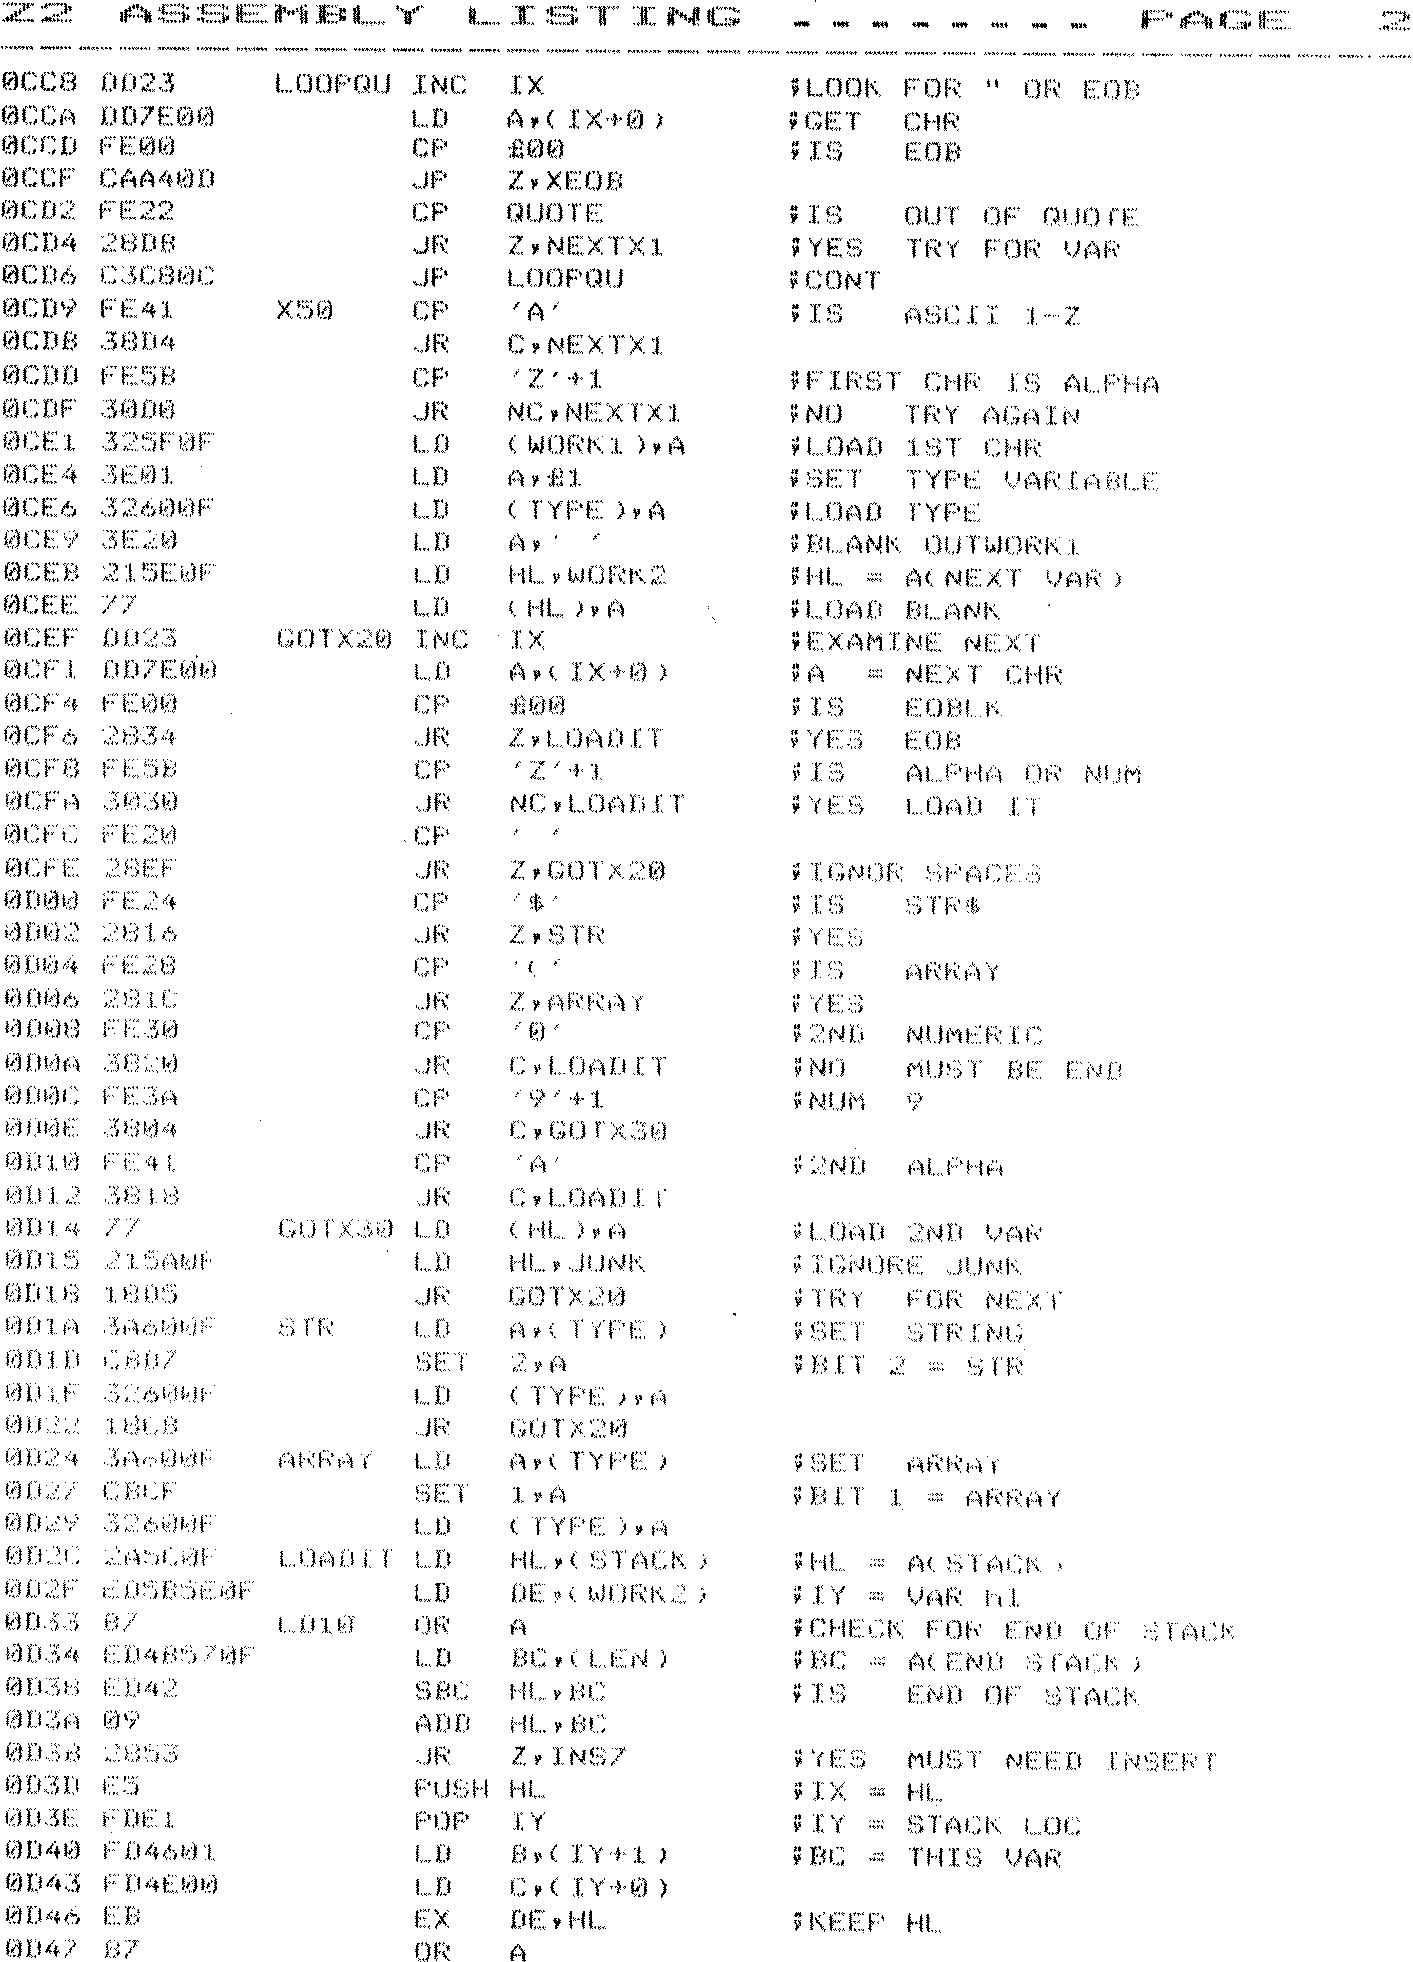 Z2 ASSEMBLY LISTING -------- PAGE 2
0CC8 DD23 LOOPQU INC IX ;LOOK FOR " OR EOB
0CCA DD7E00 LD A,(IX+0) ;GET CHR
0CCD FE00 CP £00 ;IS EOB
0CCF CAA40D JP Z,XEOB
0CD2 FE22 CP QUOTE ;IS OUT OF QUOTE
0CD4 28D8 JR Z,NEXTX1 ;YES TRY FOR VAR
0CD6 C3C80C JP LOOPQU ;CONT
0CD9 FE41 X50 CP 'A' ;IS ASCII 1-Z
0CDB 38D4 JR C,NEXTX1
0CDD FE5B CP 'Z'+1 ;FIRST CHR IS ALPHA
0CDF 30D0 JR NC,NEXTX1 ;NO TRY AGAIN
0CE1 325F0F LD (WORK1),A ;LOAD 1ST CHR
0CE4 3E01 LD A,£1 ;SET TYPE VARIABLE
0CE6 32600F LD (TYPE),A ;LOAD TYPE
0CE9 3E20 LD A,' ' ;BLANK OUTWORK1
0CEB 215E0F LD HL,WORK2 ;HL = A(NEXT VAR)
0CEE 77 LD (HL),A ;LOAD BLANK
0CEF DD23 GOTX20 INC IX ;EXAMINE NEXT
0CF1 DD7E00 LD A,(IX+0) ;A = NEXT CHR
0CF4 FE00 CP £00 ;IS EOBLK
0CF6 2834 JR Z,LOADIT ;YES EOB
0CF8 FE5B CP 'Z'+1 ;IS ALPHA OR NUM
0CFA 3030 JR NC,LOADIT ;YES LOAD IT
0CFC FE20 CP ' '
0CFE 28EF JR Z,GOTX20 ;IGNOR SPACES
0D00 FE24 CP '$' ;IS STR$
0D02 2816 JR Z,STR ;YES
0D04 FE28 CP '(' ;IS ARRAY
0D06 281C JR Z,ARRAY ;YES
0D08 FE30 CP '0' ;2ND NUMERIC
0D0A 3820 JR C,LOADIT ;NO MUST BE END
0D0C FE3A CP '9'+1 ;NUM 9
0D0E 3804 JR C,GOTX30
0D10 FE41 CP 'A' ;2ND ALPHA
0D12 3818 JR C,LOADIT
0D14 77 GOTX30 LD (HL),A ;LOAD 2ND VAR
0D15 215A0F LD HL,JUNK ;IGNORE JUNK
0D18 18D5 JR GOTX20 ;TRY FOR NEXT
0D1A 3A600F STR LD A,(TYPE) ;SET STRING
0D1D CBD7 SET 2,A ;BIT 2 = STR
0D1F 32600F LD (TYPE),A
0D22 18CB JR GOTX20
0D24 3A600F ARRAY LD A,(TYPE) ;SET ARRAY
0D27 CBCF SET 1,A ;BIT 1 = ARRAY
0D29 32600F LD (TYPE),A
0D2C 2A5C0F LOADIT LD HL,(STACK) ;HL = A(STACK)
0D2F ED5B5E0F LD DE,(WORK2) ;IY = VAR h1
0D33 B7 LD10 OR A ;CHECK FOR END OF STACK
0D34 ED4B570F LD BC,(LEN) ;BC = A(END STACK)
0D38 ED42 SBC HL,BC ;IS END OF STACK
0D3A 09 ADD HL,BC
0D3B 2853 JR Z,INS7 ;YES MUST NEED INSERT
0D3D E5 PUSH HL ;IX = HL
0D3E FDE1 POP IY ;IY = STACK LOC
0D40 FD4601 LD B,(IY+1) ;BC = THIS VAR
0D43 FD4E00 LD C,(IY+0)
0D46 EB EX DE,HL ;KEEP HL
0D47 B7 OR A